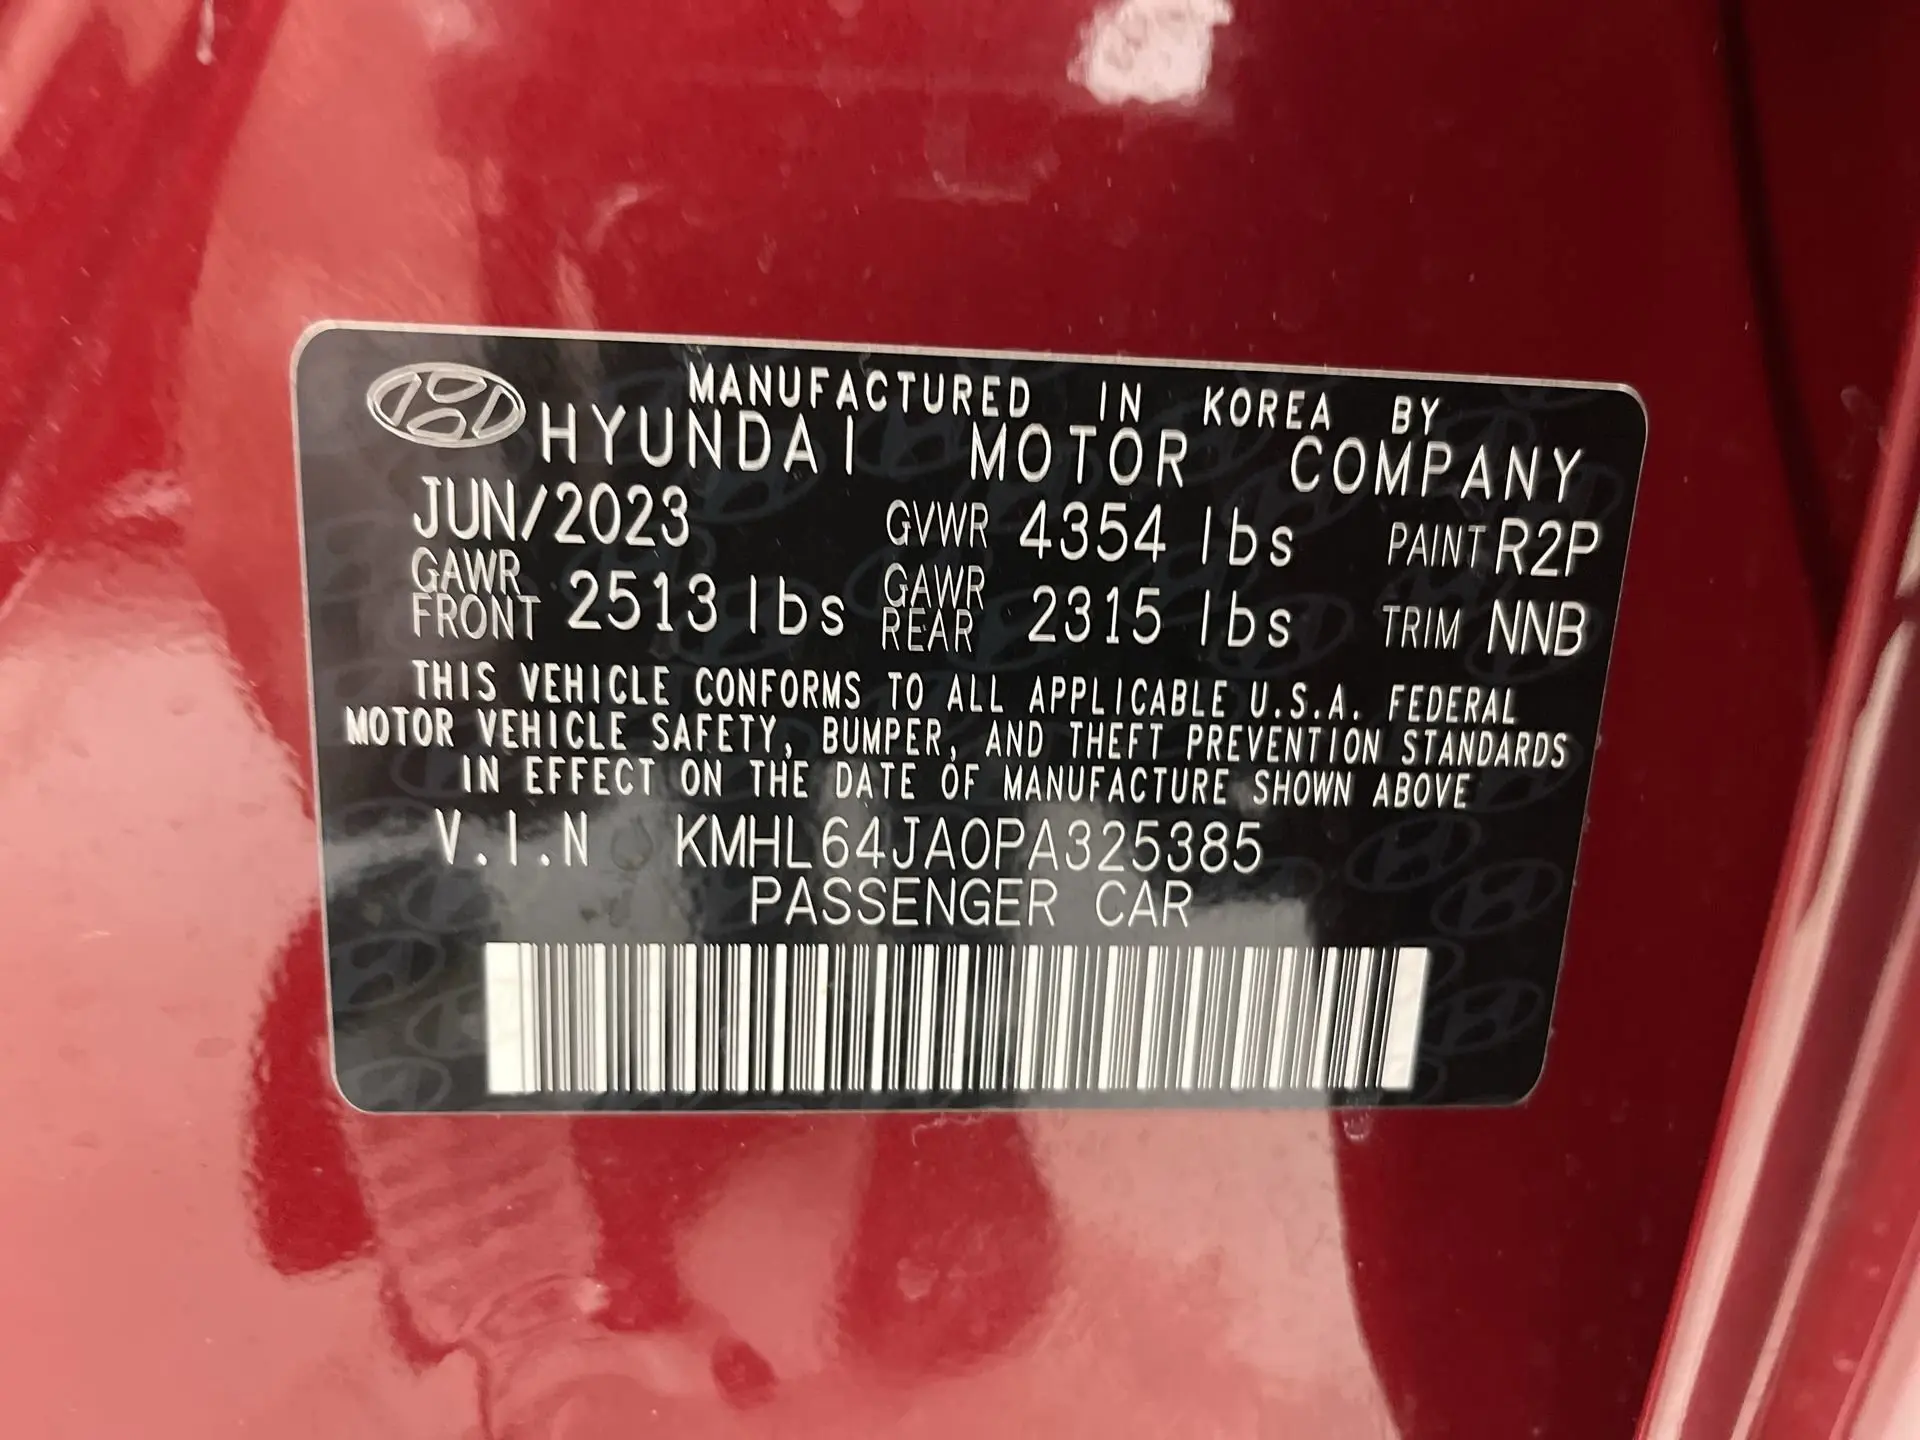 MANUFACTURED IN KOREA BY
HYUNDAI MOTOR COMPANY
JUN/2023 GVWR 4354 lbs PAINT R2P
GAWR FRONT 2513 lbs GAWR REAR 2315 lbs TRIM NNB
THIS VEHICLE CONFORMS TO ALL APPLICABLE U.S.A. FEDERAL
MOTOR VEHICLE SAFETY, BUMPER, AND THEFT PREVENTION STANDARDS
IN EFFECT ON THE DATE OF MANUFACTURE SHOWN ABOVE
V.I.N KMHL64JA0PA325385
PASSENGER CAR